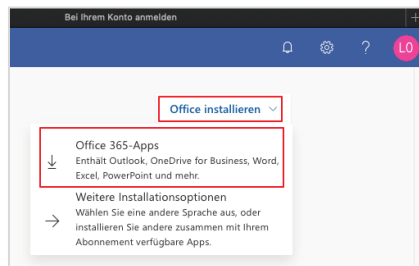 Bei Ihrem Konto anmelden
LO
Office installieren
Office 365-Apps
Enthält Outlook, OneDrive for Business, Word,
Excel, PowerPoint und mehr.
Weitere Installationsoptionen
Wählen Sie eine andere Sprache aus, oder
installieren Sie andere zusammen mit Ihrem
Abonnement verfügbare Apps.